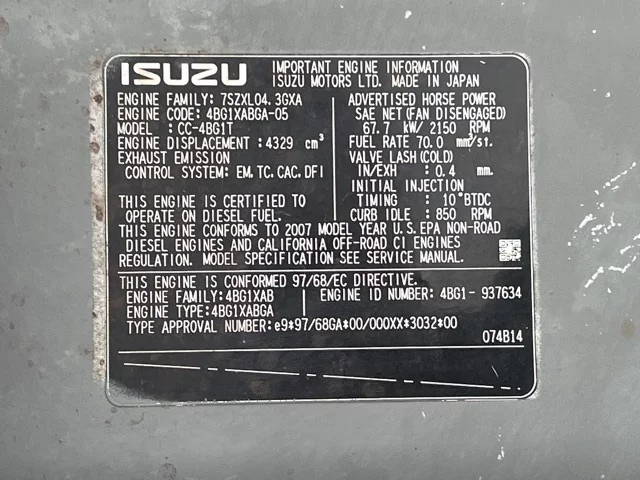 ISUZU IMPORTANT ENGINE INFORMATION
ISUZU MOTORS LTD. MADE IN JAPAN
ENGINE FAMILY: 7SZXL04.3GXA
ENGINE CODE: 4BG1XABGA-05
MODEL : CC-4BG1T
ENGINE DISPLACEMENT: 4329 cm³
EXHAUST EMISSION
CONTROL SYSTEM: EM, TC, CAC, DFI
ADVERTISED HORSE POWER
SAE NET (FAN DISENGAGED)
67.7 kW/ 2150 RPM
FUEL RATE 70.0 mm³/st.
VALVE LASH (COLD)
IN/EXH : 0.4 mm.
INITIAL INJECTION
TIMING : 10°BTDC
CURB IDLE : 850 RPM
THIS ENGINE IS CERTIFIED TO
OPERATE ON DIESEL FUEL.
THIS ENGINE CONFORMS TO 2007 MODEL YEAR U.S. EPA NON-ROAD
DIESEL ENGINES AND CALIFORNIA OFF-ROAD CI ENGINES
REGULATION. MODEL SPECIFICATION SEE SERVICE MANUAL.
THIS ENGINE IS CONFORMED 97/68/EC DIRECTIVE.
ENGINE FAMILY: 4BG1XAB ENGINE ID NUMBER: 4BG1- 937634
ENGINE TYPE: 4BG1XABGA
TYPE APPROVAL NUMBER: e9*97/68GA*00/000XX*3032*00
074B14